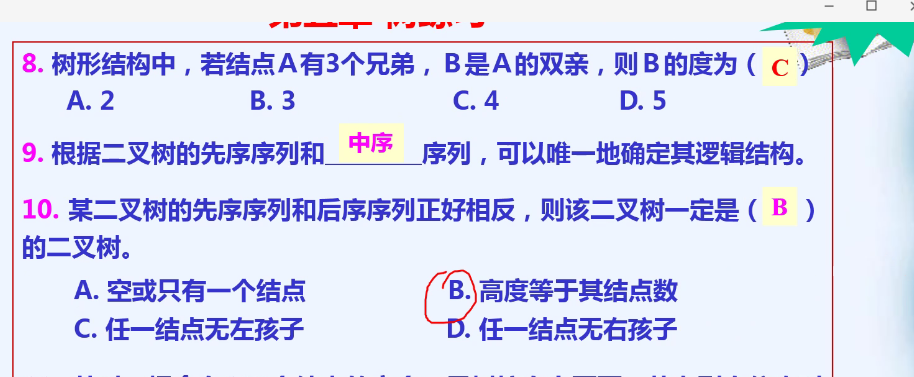 8. 树形结构中，若结点A有3个兄弟，B是A的双亲，则B的度为（ C ）
A. 2 B. 3 C. 4 D. 5
9. 根据二叉树的先序序列和 中序 序列，可以唯一地确定其逻辑结构。
10. 某二叉树的先序序列和后序序列正好相反，则该二叉树一定是（ B ）
的二叉树。
A. 空或只有一个结点 B. 高度等于其结点数
C. 任一结点无左孩子 D. 任一结点无右孩子